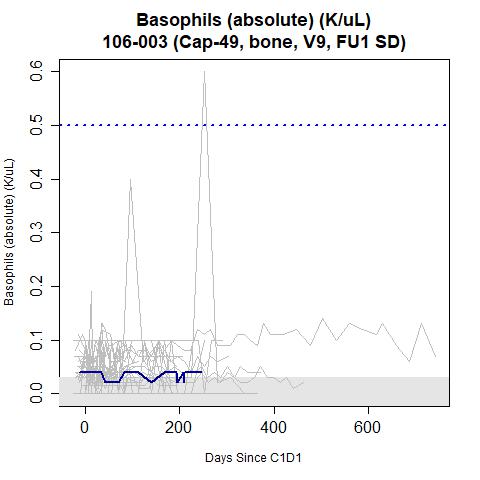 Basophils (absolute) (K/uL)
106-003 (Cap-49, bone, V9, FU1 SD)
Basophils (absolute) (K/uL)
0.6
0.5
0.4
0.3
0.2
0.1
0.0
0 200 400 600
Days Since C1D1